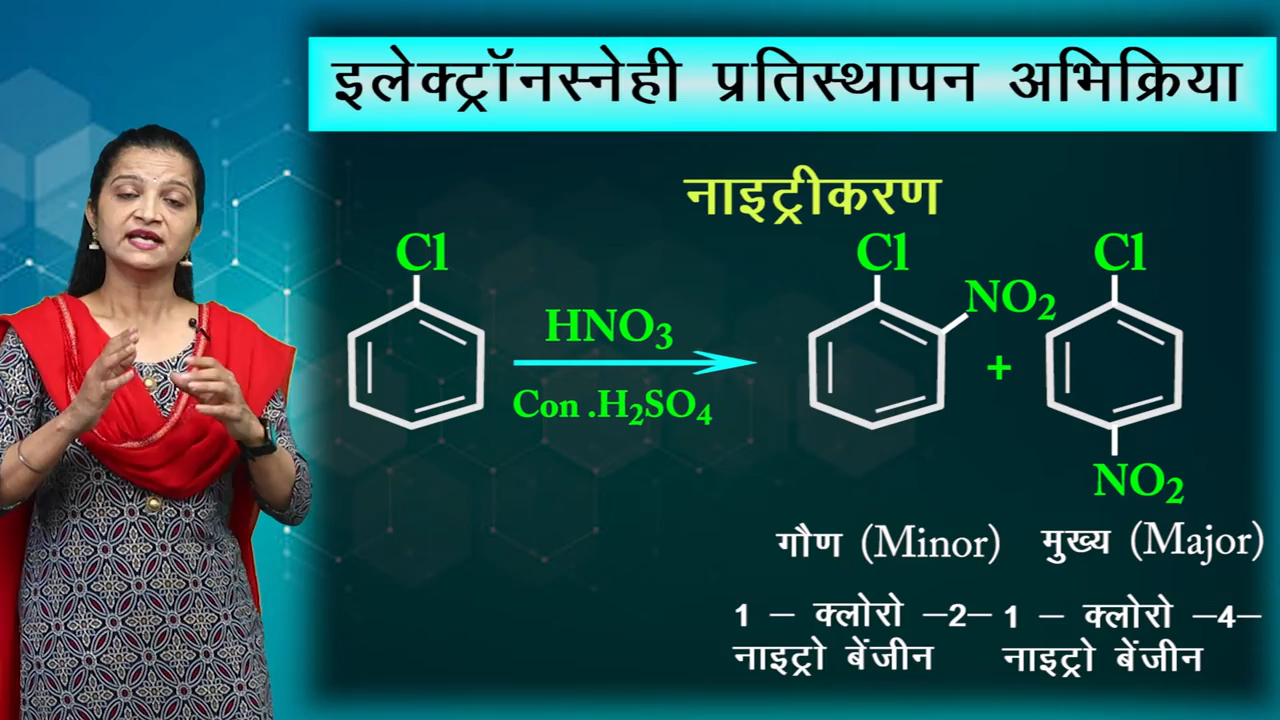 इलेक्ट्रॉनस्नेही प्रतिस्थापन अभिक्रिया
नाइट्रीकरण
Cl
HNO3
Con .H2SO4
Cl
NO2
+
Cl
NO2
गौण (Minor)
मुख्य (Major)
1 – क्लोरो –2–
नाइट्रो बेंजीन
1 – क्लोरो –4–
नाइट्रो बेंजीन